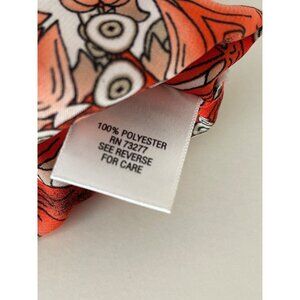 100% POLYESTER
RN 73277
SEE REVERSE
FOR CARE